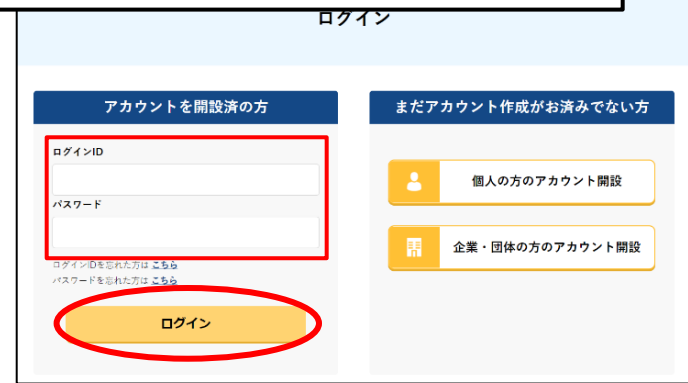 ログイン
アカウントを開設済の方
ログインID
パスワード
ログインIDを忘れた方は こちら
パスワードを忘れた方は こちら
ログイン
まだアカウント作成がお済みでない方
個人の方のアカウント開設
企業・団体の方のアカウント開設